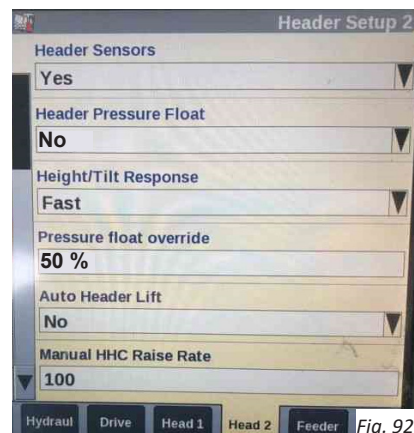 Header Setup 2
Header Sensors
Yes
Header Pressure Float
No
Height/Tilt Response
Fast
Pressure float override
50 %
Auto Header Lift
No
Manual HHC Raise Rate
100
Hydraul Drive Head 1 Head 2 Feeder
Fig. 92